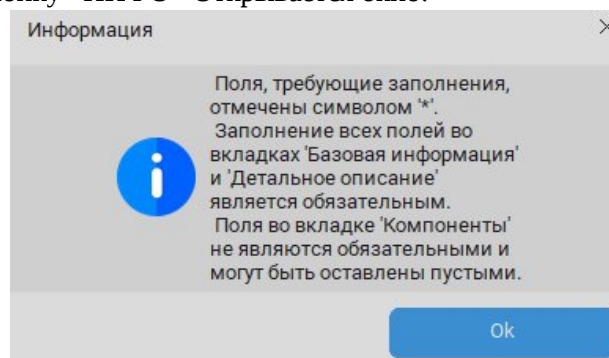 Информация
Поля, требующие заполнения,
отмечены символом '*'.
Заполнение всех полей во
вкладках 'Базовая информация'
и 'Детальное описание'
является обязательным.
Поля во вкладке 'Компоненты'
не являются обязательными и
могут быть оставлены пустыми.
Ok